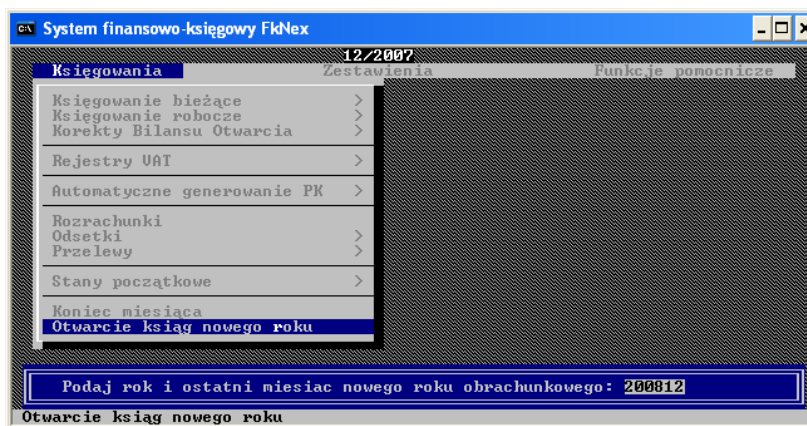 System finansowo-księgowy FkNex
12/2007
Księgowania Zestawienia Funkcje pomocnicze
Księgowanie bieżące >
Księgowanie robocze >
Korekty Bilansu Otwarcia >
Rejestry VAT >
Automatyczne generowanie PK >
Rozrachunki
Odsetki >
Przelewy >
Stany początkowe >
Koniec miesiąca
Otwarcie ksiąg nowego roku
Podaj rok i ostatni miesiac nowego roku obrachunkowego: 200812
Otwarcie ksiąg nowego roku